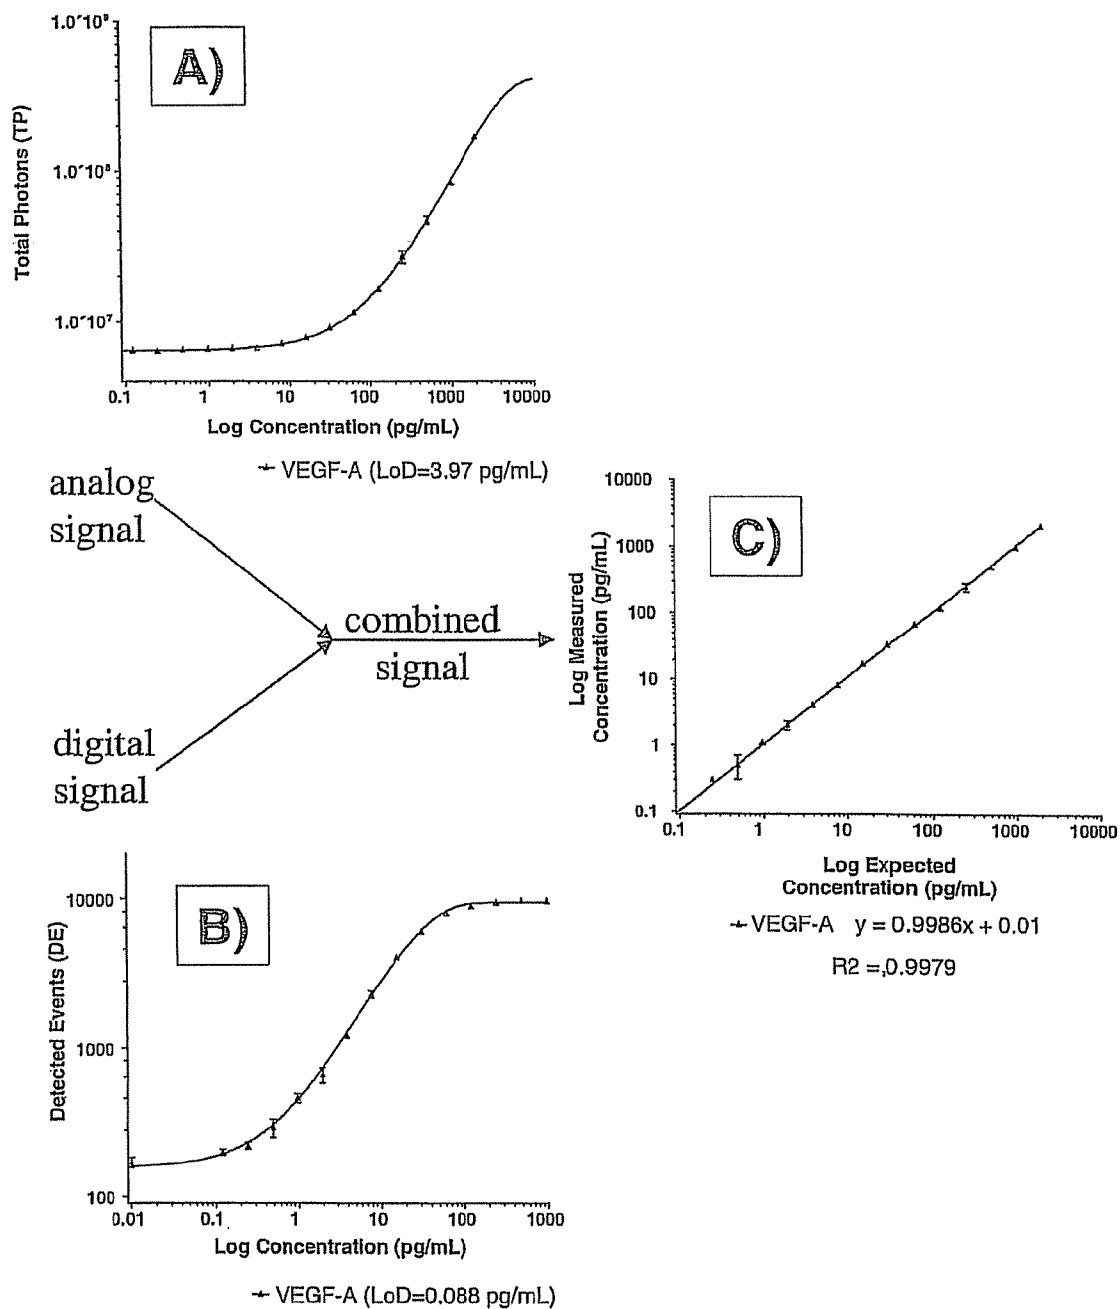 A)
Total Photons (TP)
1.0´10⁹
1.0´10⁸
1.0´10⁷
0.1
1
10
100
1000
10000
Log Concentration (pg/mL)
VEGF-A (LoD=3.97 pg/mL)
analog
signal
combined
signal
digital
signal
C)
Log Measured
Concentration (pg/mL)
10000
1000
100
10
1
0.1
0.1
1
10
100
1000
10000
Log Expected
Concentration (pg/mL)
VEGF-A y = 0.9986x + 0.01
R2 =,0.9979
B)
Detected Events (DE)
10000
1000
100
0.01
0.1
1
10
100
1000
Log Concentration (pg/mL)
VEGF-A (LoD=0.088 pg/mL)